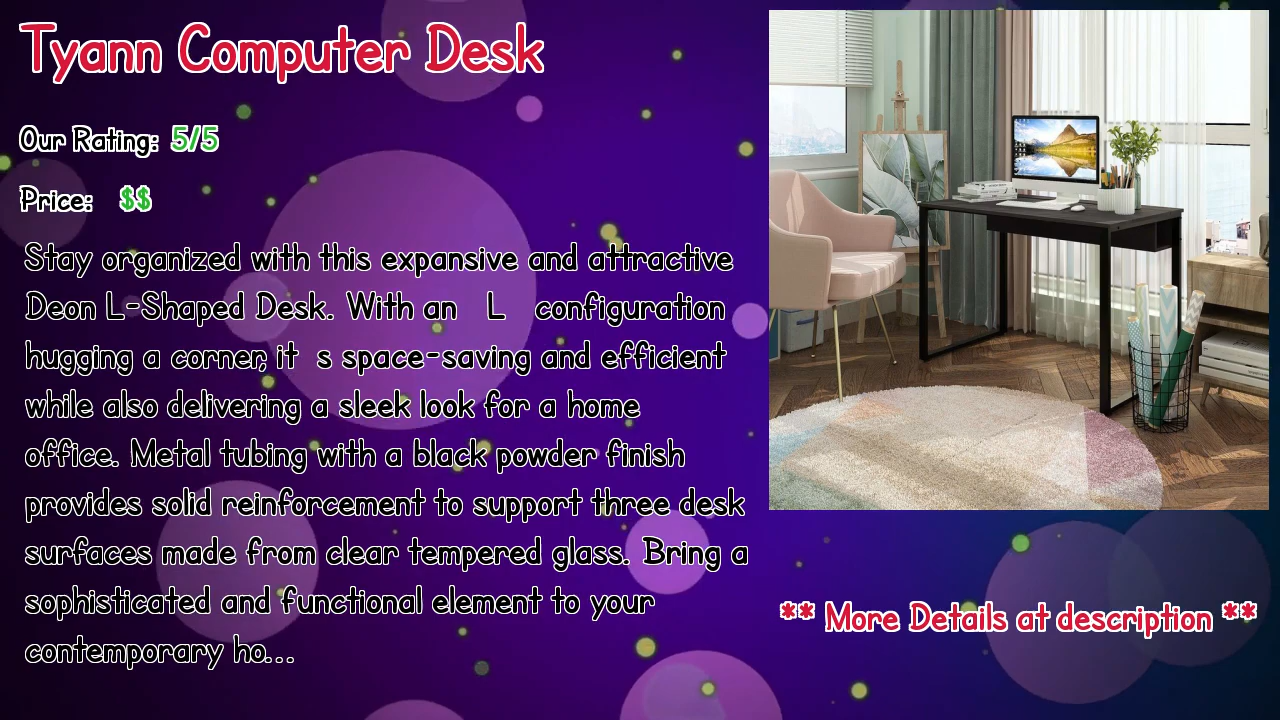 Tyann Computer Desk
Our Rating: 5/5
Price: $$
Stay organized with this expansive and attractive
Deon L-Shaped Desk. With an L configuration
hugging a corner, it s space-saving and efficient
while also delivering a sleek look for a home
office. Metal tubing with a black powder finish
provides solid reinforcement to support three desk
surfaces made from clear tempered glass. Bring a
sophisticated and functional element to your
contemporary ho...
** More Details at description **